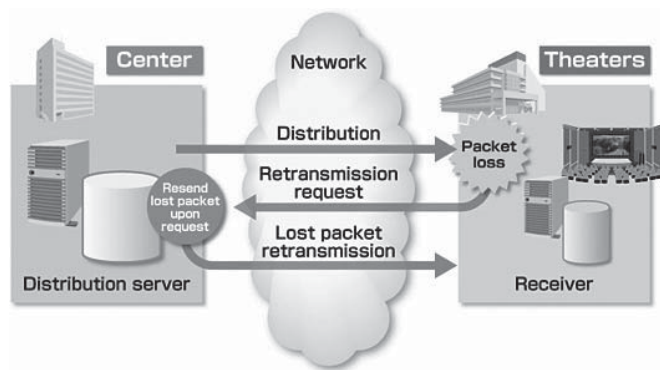 Center
Network
Theaters
Distribution
Packet
loss
Retransmission
request
Resend
lost packet
upon
request
Lost packet
retransmission
Distribution server
Receiver